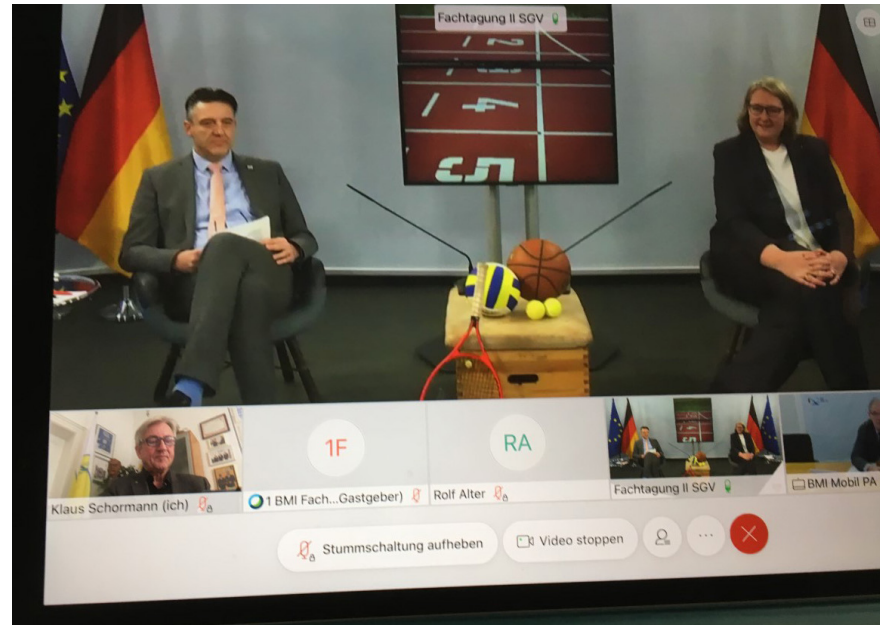 Fachtagung II SGV
Klaus Schormann (ich)
1F
1 BMI Fach...Gastgeber)
RA
Rolf Alter
Fachtagung II SGV
BMI Mobil PA
Stummschaltung aufheben
Video stoppen